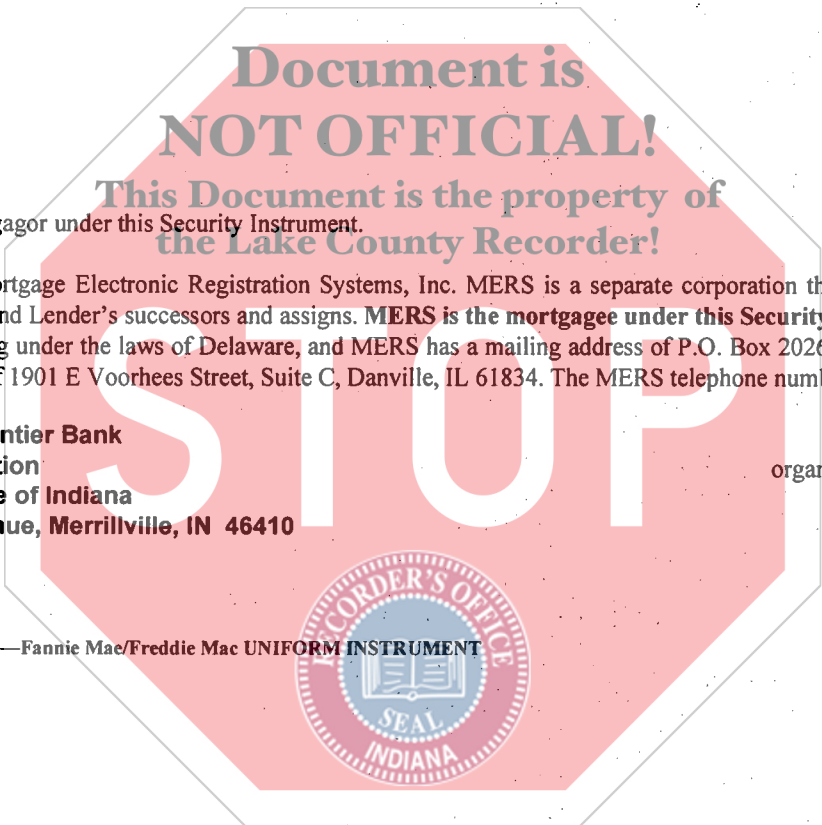 Document is
NOT OFFICIAL!
This Document is the property of
agor under this Security Instrument.
the Lake County Recorder!
rtgage Electronic Registration Systems, Inc. MERS is a separate corporation th
nd Lender's successors and assigns. MERS is the mortgagee under this Security
g under the laws of Delaware, and MERS has a mailing address of P.O. Box 2026
f 1901 E Voorhees Street, Suite C, Danville, IL 61834. The MERS telephone num
STOP
ntier Bank
tion
organ
e of Indiana
ue, Merrillville, IN 46410
RECORDER'S OFFICE
—Fannie Mae/Freddie Mac UNIFORM INSTRUMENT
SEAL
INDIANA